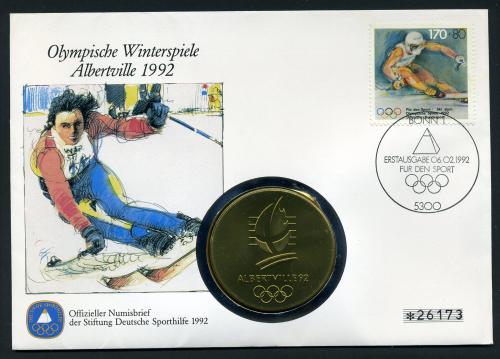 Olympische Winterspiele
Albertville 1992
170+80
BONN 1
ERSTAUSGABE 06.02.1992
FÜR DEN SPORT
5300
ALBERTVILLE 92
Offizieller Numisbrief
der Stiftung Deutsche Sporthilfe 1992
*26173